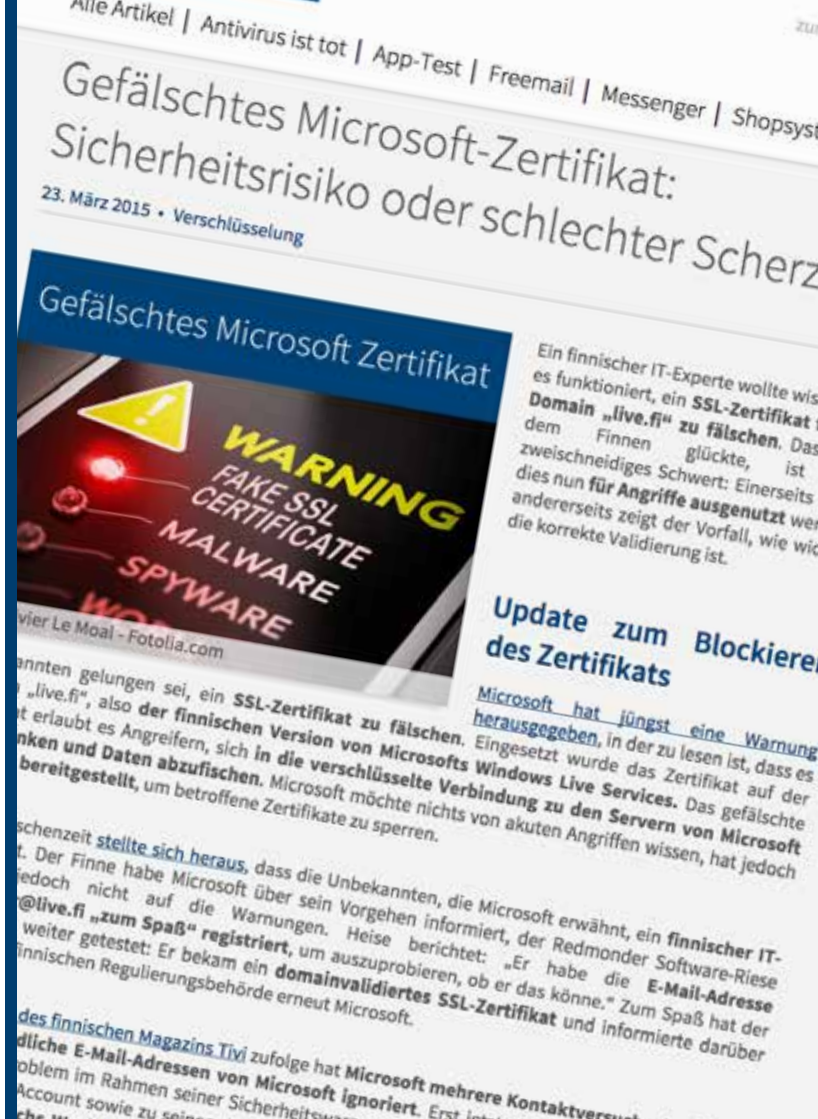 Alle Artikel | Antivirus ist tot | App-Test | Freemail | Messenger | Shopsyst
Gefälschtes Microsoft-Zertifikat:
Sicherheitsrisiko oder schlechter Scherz
23. März 2015 • Verschlüsselung
Gefälschtes Microsoft Zertifikat
WARNING
FAKE SSL
CERTIFICATE
MALWARE
SPYWARE
vier Le Moal - Fotolia.com
Ein finnischer IT-Experte wollte wis
es funktioniert, ein SSL-Zertifikat
Domain „live.fi“ zu fälschen. Das
dem Finnen glückte, ist
zweischneidiges Schwert: Einerseits
dies nun für Angriffe ausgenutzt wer
andererseits zeigt der Vorfall, wie wic
die korrekte Validierung ist.
Update zum Blockieren
des Zertifikats
Microsoft hat jüngst eine Warnung
herausgegeben, in der zu lesen ist, dass es
annten gelungen sei, ein SSL-Zertifikat zu fälschen. Eingesetzt wurde das Zertifikat auf der
„live.fi“, also der finnischen Version von Microsofts Windows Live Services. Das gefälschte
t erlaubt es Angreifern, sich in die verschlüsselte Verbindung zu den Servern von Microsoft
nken und Daten abzufischen. Microsoft möchte nichts von akuten Angriffen wissen, hat jedoch
bereitgestellt, um betroffene Zertifikate zu sperren.
schenzeit stellte sich heraus, dass die Unbekannten, die Microsoft erwähnt, ein finnischer IT-
t. Der Finne habe Microsoft über sein Vorgehen informiert, der Redmonder Software-Riese
jedoch nicht auf die Warnungen. Heise berichtet: „Er habe die E-Mail-Adresse
@live.fi „zum Spaß“ registriert, um auszuprobieren, ob er das könne.“ Zum Spaß hat der
weiter getestet: Er bekam ein domainvalidiertes SSL-Zertifikat und informierte darüber
innischen Regulierungsbehörde erneut Microsoft.
des finnischen Magazins Tivi zufolge hat Microsoft mehrere Kontaktversuch
dliche E-Mail-Adressen von Microsoft ignoriert. Erst
oblem im Rahmen seiner Sicherheitswar
Account sowie zu sein